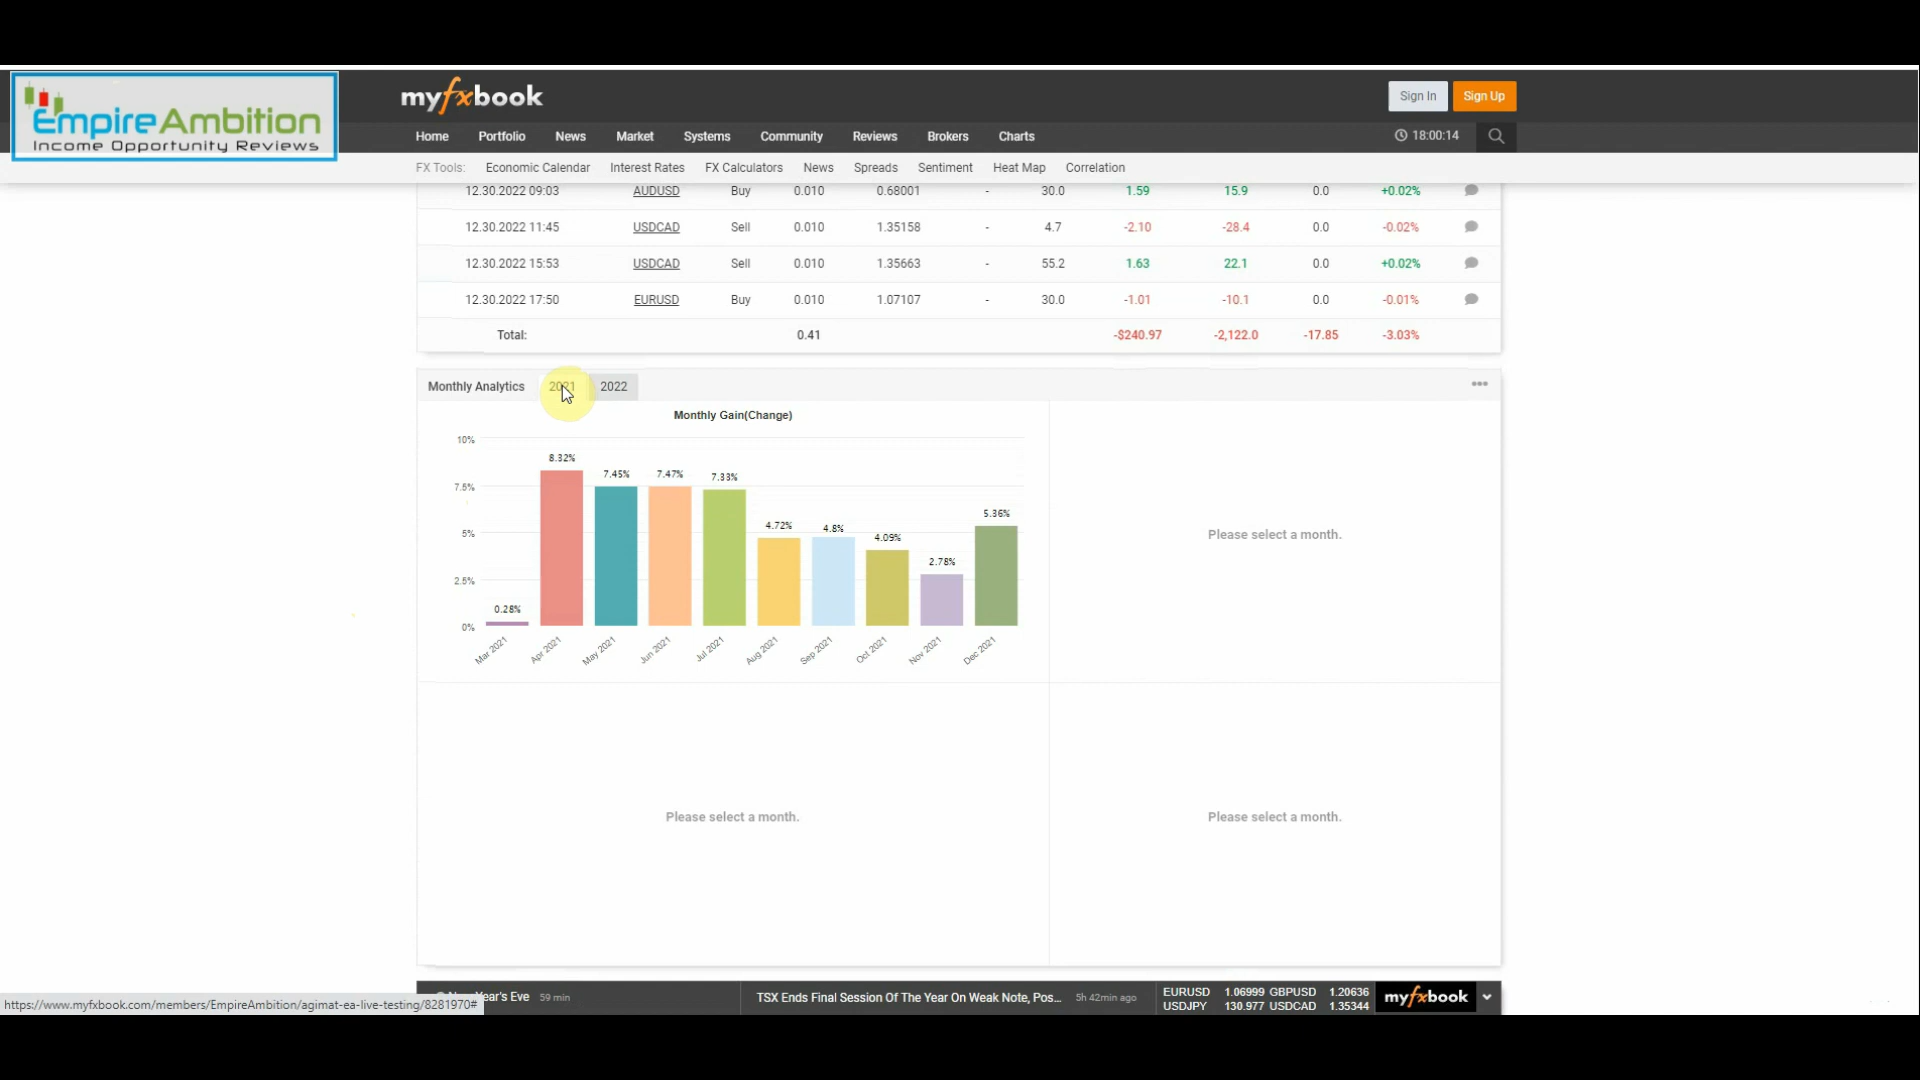 EmpireAmbition
Income Opportunity Reviews
myfxbook
Sign In
Sign Up
Home Portfolio News Market Systems Community Reviews Brokers Charts
18:00:14
FX Tools: Economic Calendar Interest Rates FX Calculators News Spreads Sentiment Heat Map Correlation
12.30.2022 09:03 AUDUSD Buy 0.010 0.68001 - 30.0 1.59 15.9 0.0 +0.02%
12.30.2022 11:45 USDCAD Sell 0.010 1.35158 - 4.7 -2.10 -28.4 0.0 -0.02%
12.30.2022 15:53 USDCAD Sell 0.010 1.35663 - 55.2 1.63 22.1 0.0 +0.02%
12.30.2022 17:50 EURUSD Buy 0.010 1.07107 - 30.0 -1.01 -10.1 0.0 -0.01%
Total: 0.41 -$240.97 -2,122.0 -17.85 -3.03%
Monthly Analytics 2021 2022
Monthly Gain(Change)
10%
7.5%
5%
2.5%
0%
0.28%
8.32%
7.45%
7.47%
7.33%
4.72%
4.8%
4.09%
2.78%
5.36%
Mar 2021
Apr 2021
May 2021
Jun 2021
Jul 2021
Aug 2021
Sep 2021
Oct 2021
Nov 2021
Dec 2021
Please select a month.
Please select a month.
Please select a month.
Year's Eve 59 min
TSX Ends Final Session Of The Year On Weak Note, Pos... 5h 42min ago
EURUSD 1.06999 GBPUSD 1.20636
USDJPY 130.977 USDCAD 1.35344
myfxbook
https://www.myfxbook.com/members/EmpireAmbition/agimat-ea-live-testing/8281970#